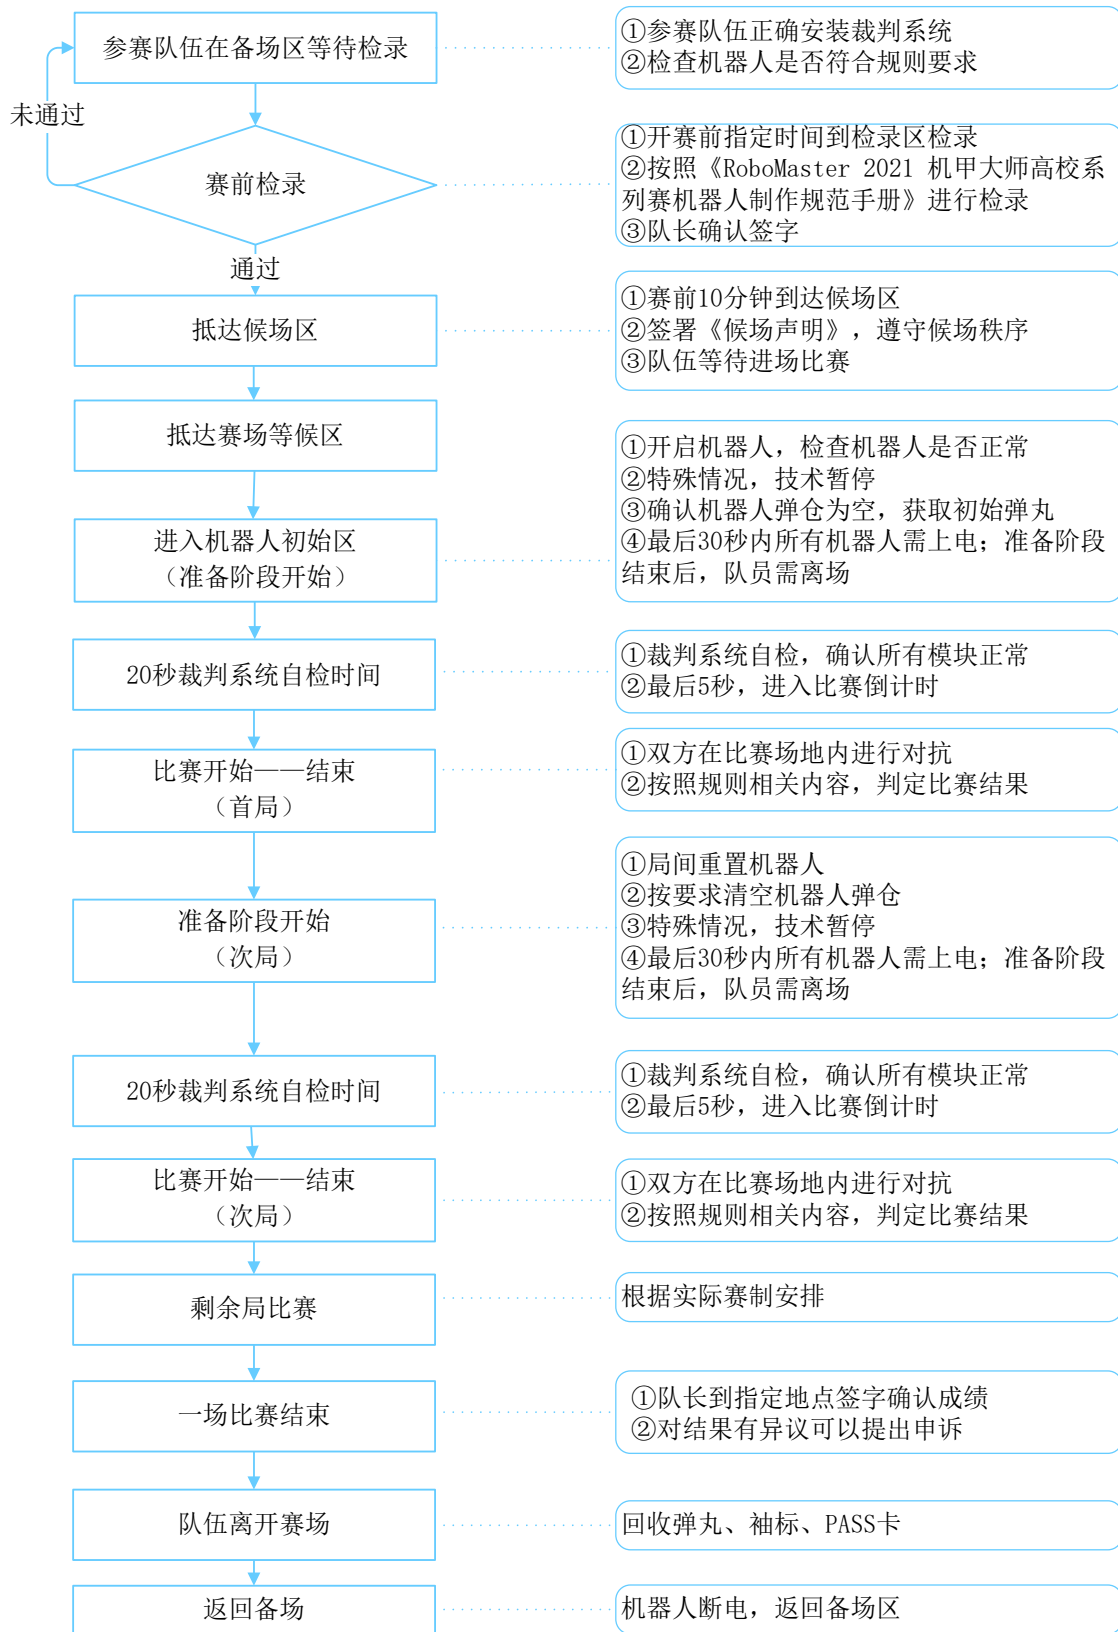 参赛队伍在备场区等待检录
①参赛队伍正确安装裁判系统
②检查机器人是否符合规则要求
未通过
赛前检录
①开赛前指定时间到检录区检录
②按照《RoboMaster 2021 机甲大师高校系
列赛机器人制作规范手册》进行检录
③队长确认签字
通过
抵达候场区
①赛前10分钟到达候场区
②签署《候场声明》，遵守候场秩序
③队伍等待进场比赛
抵达赛场等候区
进入机器人初始区
（准备阶段开始）
①开启机器人，检查机器人是否正常
②特殊情况，技术暂停
③确认机器人弹仓为空，获取初始弹丸
④最后30秒内所有机器人需上电；准备阶段
结束后，队员需离场
20秒裁判系统自检时间
①裁判系统自检，确认所有模块正常
②最后5秒，进入比赛倒计时
比赛开始——结束
（首局）
①双方在比赛场地内进行对抗
②按照规则相关内容，判定比赛结果
准备阶段开始
（次局）
①局间重置机器人
②按要求清空机器人弹仓
③特殊情况，技术暂停
④最后30秒内所有机器人需上电；准备阶段
结束后，队员需离场
20秒裁判系统自检时间
①裁判系统自检，确认所有模块正常
②最后5秒，进入比赛倒计时
比赛开始——结束
（次局）
①双方在比赛场地内进行对抗
②按照规则相关内容，判定比赛结果
剩余局比赛
根据实际赛制安排
一场比赛结束
①队长到指定地点签字确认成绩
②对结果有异议可以提出申诉
队伍离开赛场
回收弹丸、袖标、PASS卡
返回备场
机器人断电，返回备场区